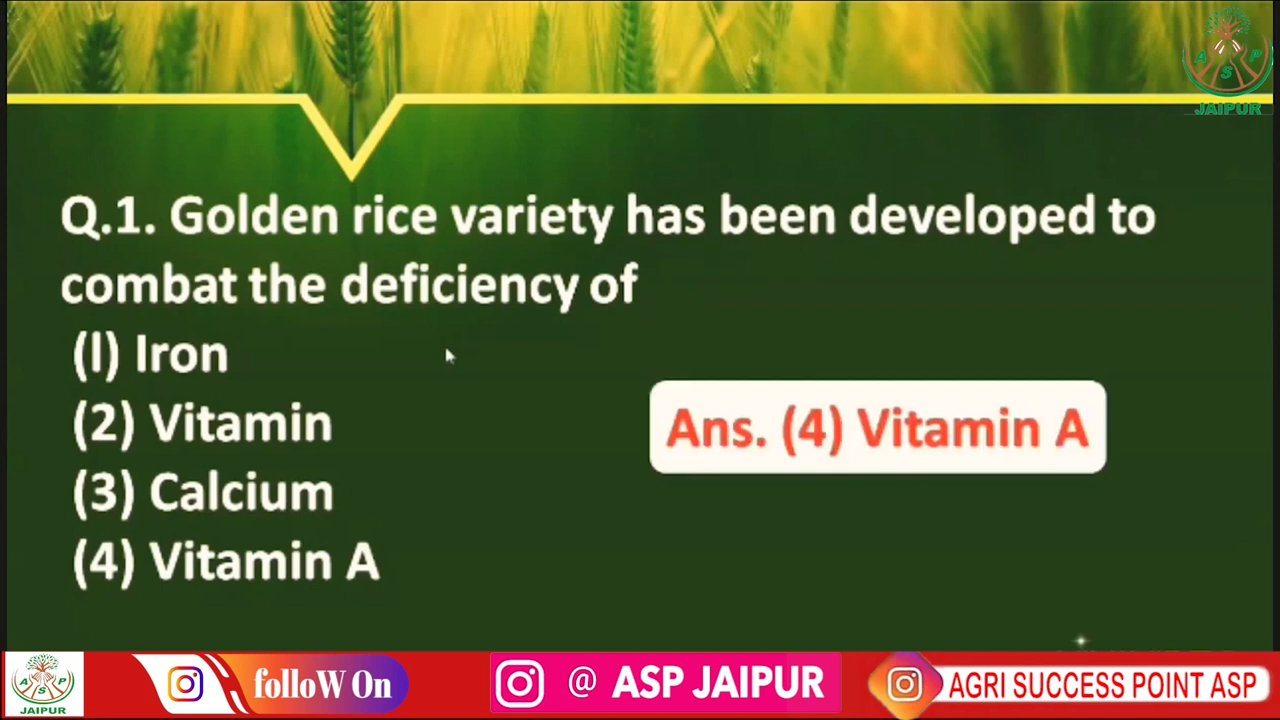 A S P
JAIPUR
Q.1. Golden rice variety has been developed to
combat the deficiency of
(l) Iron
(2) Vitamin
(3) Calcium
(4) Vitamin A
Ans. (4) Vitamin A
A S P
JAIPUR
folloW On
@ ASP JAIPUR
AGRI SUCCESS POINT ASP